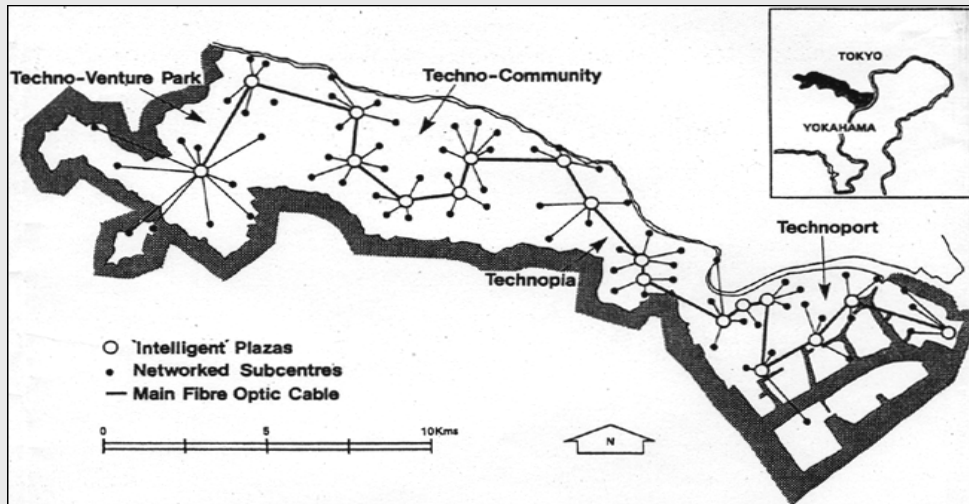 Techno-Venture Park
Techno-Community
TOKYO
YOKAHAMA
Technoport
Technopia
'Intelligent' Plazas
Networked Subcentres
Main Fibre Optic Cable
0 5 10Kms
N